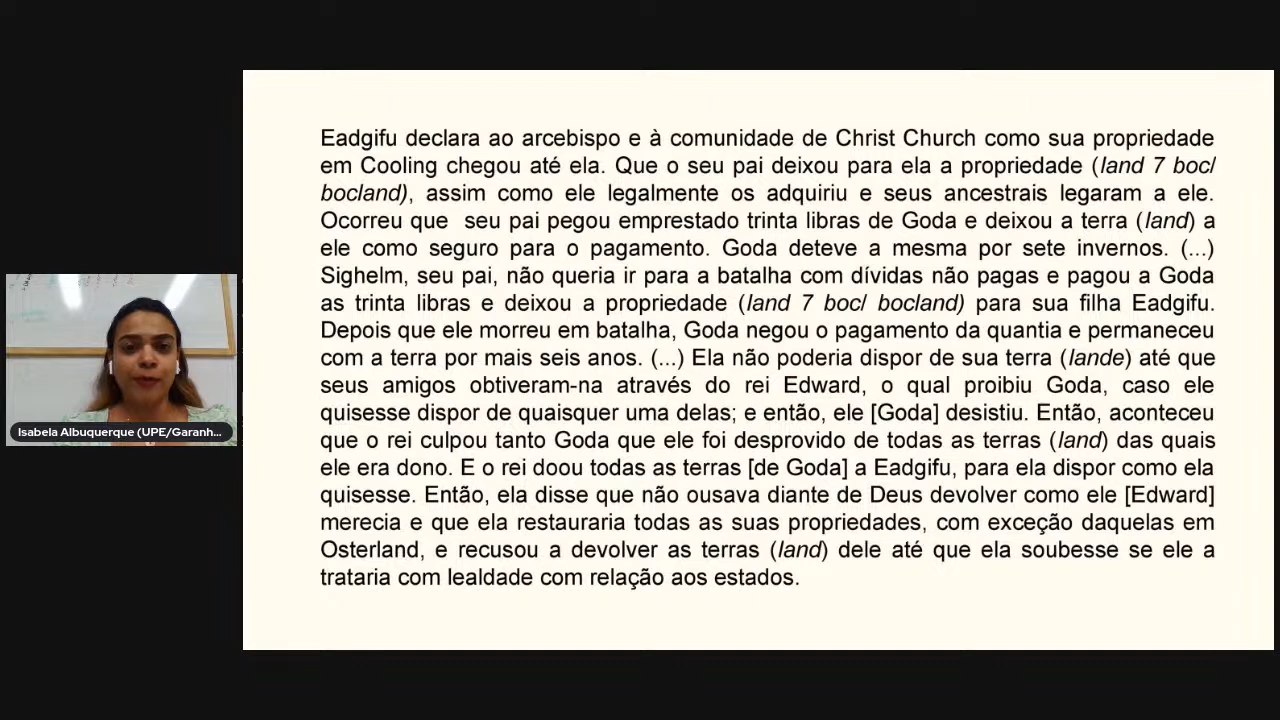 Eadgifu declara ao arcebispo e à comunidade de Christ Church como sua propriedade
em Cooling chegou até ela. Que o seu pai deixou para ela a propriedade (land 7 boc/
bocland), assim como ele legalmente os adquiriu e seus ancestrais legaram a ele.
Ocorreu que seu pai pegou emprestado trinta libras de Goda e deixou a terra (land) a
ele como seguro para o pagamento. Goda deteve a mesma por sete invernos. (...)
Sighelm, seu pai, não queria ir para a batalha com dívidas não pagas e pagou a Goda
as trinta libras e deixou a propriedade (land 7 boc/ bocland) para sua filha Eadgifu.
Depois que ele morreu em batalha, Goda negou o pagamento da quantia e permaneceu
com a terra por mais seis anos. (...) Ela não poderia dispor de sua terra (lande) até que
seus amigos obtiveram-na através do rei Edward, o qual proibiu Goda, caso ele
quisesse dispor de quaisquer uma delas; e então, ele [Goda] desistiu. Então, aconteceu
que o rei culpou tanto Goda que ele foi desprovido de todas as terras (land) das quais
ele era dono. E o rei doou todas as terras [de Goda] a Eadgifu, para ela dispor como ela
quisesse. Então, ela disse que não ousava diante de Deus devolver como ele [Edward]
merecia e que ela restauraria todas as suas propriedades, com exceção daquelas em
Osterland, e recusou a devolver as terras (land) dele até que ela soubesse se ele a
trataria com lealdade com relação aos estados.
Isabela Albuquerque (UPE/Garanh...